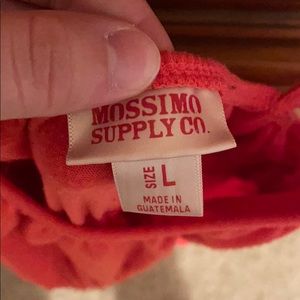 MOSSIMO
SUPPLY CO.
SIZE L
MADE IN
GUATEMALA